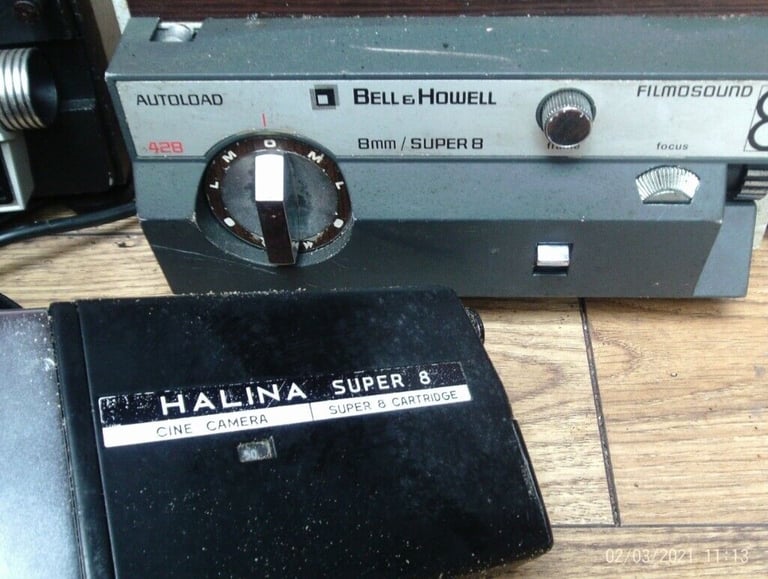 AUTOLOAD
BELL & HOWELL
FILMOSOUND 8
428
8mm / SUPER 8
frame
focus
L M O M L
HALINA SUPER 8
CINE CAMERA
SUPER 8 CARTRIDGE
02/03/2021 11:13